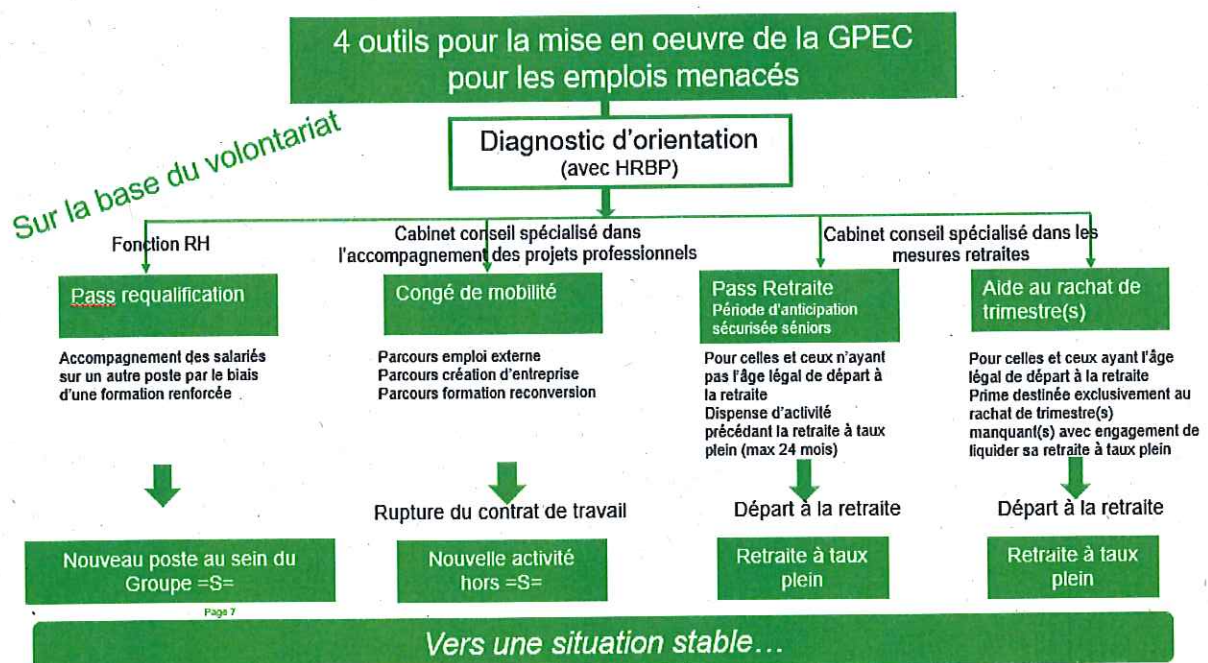 4 outils pour la mise en oeuvre de la GPEC
pour les emplois menacés
Diagnostic d'orientation
(avec HRBP)
Sur la base du volontariat
Fonction RH
Cabinet conseil spécialisé dans
l'accompagnement des projets professionnels
Cabinet conseil spécialisé dans les
mesures retraites
Pass requalification
Accompagnement des salariés
sur un autre poste par le biais
d'une formation renforcée
Nouveau poste au sein du
Groupe =S=
Congé de mobilité
Parcours emploi externe
Parcours création d'entreprise
Parcours formation reconversion
Rupture du contrat de travail
Nouvelle activité
hors =S=
Pass Retraite
Période d'anticipation
sécurisée séniors
Pour celles et ceux n'ayant
pas l'âge légal de départ à
la retraite
Dispense d'activité
précédant la retraite à taux
plein (max 24 mois)
Départ à la retraite
Retraite à taux
plein
Aide au rachat de
trimestre(s)
Pour celles et ceux ayant l'âge
légal de départ à la retraite
Prime destinée exclusivement au
rachat de trimestre(s)
manquant(s) avec engagement de
liquider sa retraite à taux plein
Départ à la retraite
Retraite à taux
plein
Page 7
Vers une situation stable…